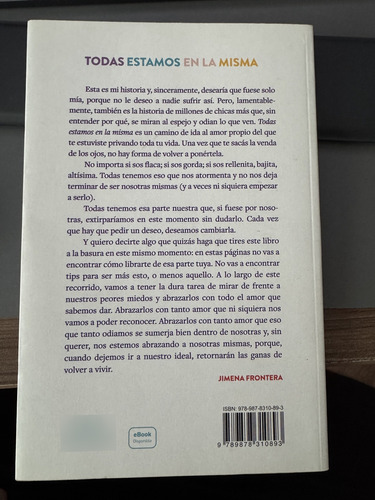 TODAS ESTAMOS EN LA MISMA
Esta es mi historia y, sinceramente, desearía que fuese solo
mía, porque no le deseo a nadie sufrir así. Pero, lamentable-
mente, también es la historia de millones de chicas más que, sin
entender por qué, se miran al espejo y odian lo que ven. Todas
estamos en la misma es un camino de ida al amor propio del que
te estuviste privando toda tu vida. Una vez que te sacás la venda
de los ojos, no hay forma de volver a ponértela.
No importa si sos flaca; si sos gorda; si sos rellenita, bajita,
altísima. Todas tenemos eso que nos atormenta y no nos deja
terminar de ser nosotras mismas (y a veces ni siquiera empezar
a serlo).
Todas tenemos esa parte nuestra que, si fuese por noso-
tras, extirparíamos en este momento sin dudarlo. Cada vez
que hay que pedir un deseo, deseamos cambiarla.
Y quiero decirte algo que quizás haga que tires este libro
a la basura en este mismo momento: en estas páginas no vas a
encontrar cómo librarte de esa parte tuya. No vas a encontrar
tips para ser más esto, o menos aquello. A lo largo de este
recorrido, vamos a tener la dura tarea de mirar de frente a
nuestros peores miedos y abrazarlos con todo el amor que
sabemos dar. Abrazarlos con tanto amor que ni siquiera nos
vamos a poder reconocer. Abrazarlos con tanto amor que eso
que tanto odiamos se sumerja bien dentro de nosotras y, sin
querer, nos estemos abrazando a nosotras mismas, porque,
cuando dejemos ir a nuestro ideal, retornarán las ganas de
volver a vivir.
JIMENA FRONTERA
ISBN: 978-987-8310-89-3
eBook
Disponible
9 789878 310893